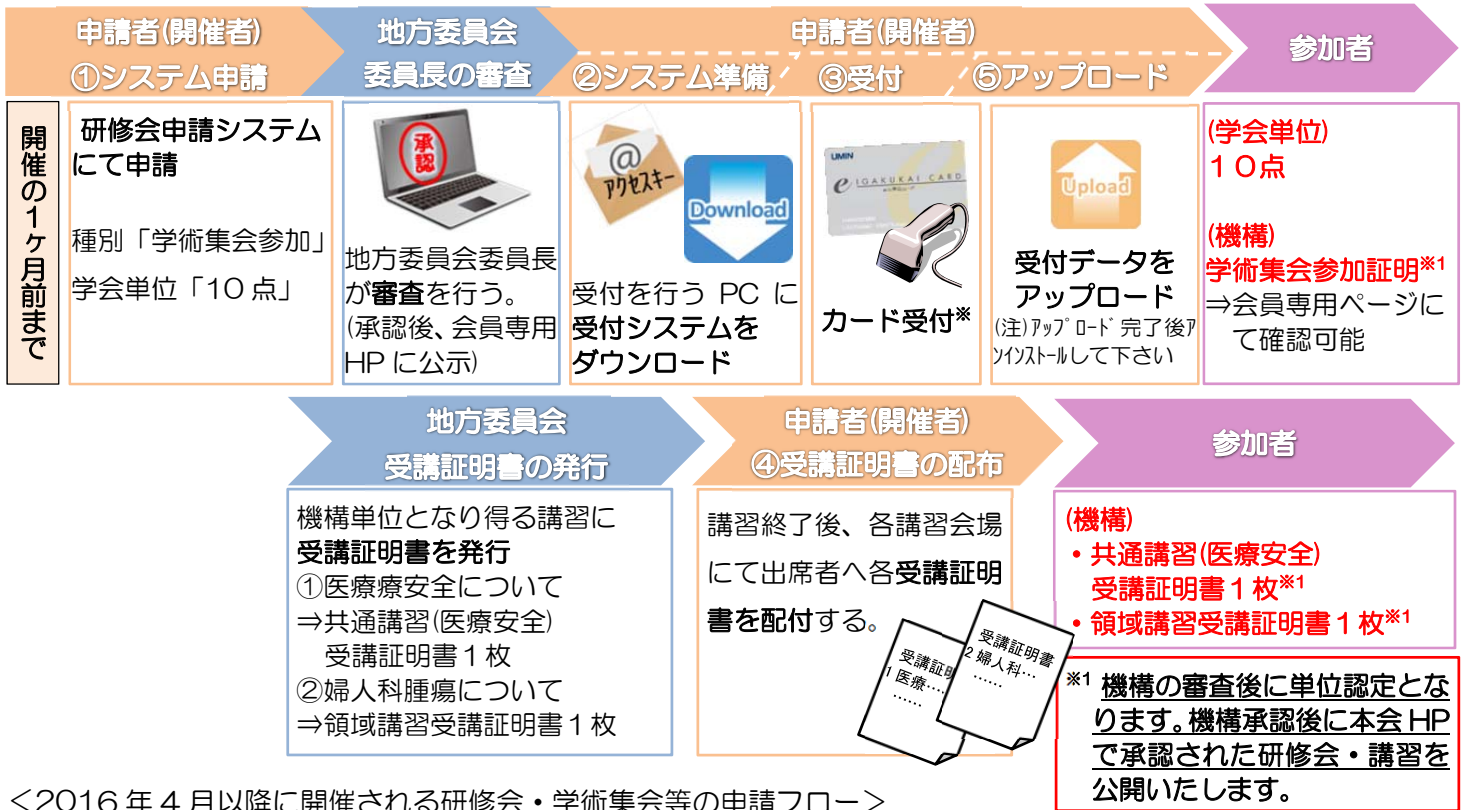 申請者(開催者)
①システム申請
地方委員会
委員長の審査
申請者(開催者)
②システム準備
③受付
⑤アップロード
参加者
開催の1ヶ月前まで
研修会申請システム
にて申請
種別「学術集会参加」
学会単位「10点」
承認
地方委員会委員長
が審査を行う。
(承認後、会員専用
HPに公示)
@
アクセスキー
Download
受付を行う PC に
受付システムを
ダウンロード
UMIN
e IGAKUKAI CARD
カード受付※
Upload
受付データを
アップロード
(注)アップロード完了後ア
ンインストールして下さい
(学会単位)
10点
(機構)
学術集会参加証明※1
⇒会員専用ページに
て確認可能
地方委員会
受講証明書の発行
申請者(開催者)
④受講証明書の配布
参加者
機構単位となり得る講習に
受講証明書を発行
①医療療安全について
⇒共通講習(医療安全)
受講証明書1枚
②婦人科腫瘍について
⇒領域講習受講証明書1枚
講習終了後、各講習会場
にて出席者へ各受講証明
書を配付する。
受講証明
1 医療‥‥
‥‥‥
受講証明書
2 婦人科…
‥‥‥
(機構)
・共通講習(医療安全)
受講証明書1枚※1
・領域講習受講証明書1枚※1
※1 機構の審査後に単位認定とな
ります。機構承認後に本会HP
で承認された研修会・講習を
公開いたします。
<2016年4月以降に開催される研修会・学術集会等の申請フロー>